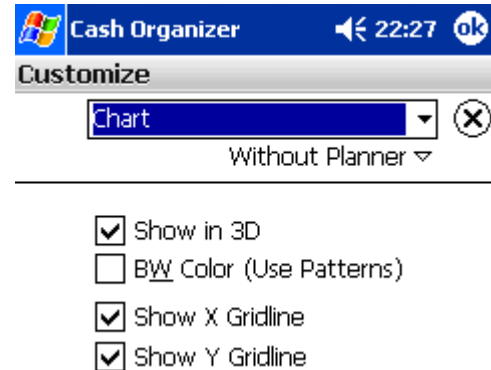 Cash Organizer 22:27 ok
Customize
Chart
Without Planner
Show in 3D
BW Color (Use Patterns)
Show X Gridline
Show Y Gridline